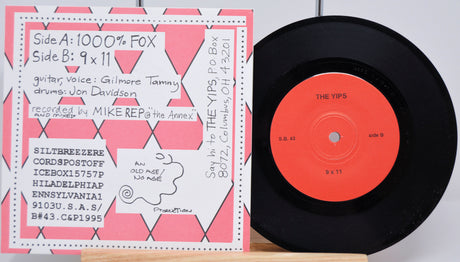 Side A: 1000% FOX
Side B: 9 x 11
guitar, voice: Gilmore Tamny
drums: Jon Davidson
recorded by MIKE REP @ "the Annex"
AND MIXED
SILTBREEZERE
CORDSPOSTOFF
ICEBOX15757P
HILADELPHIAP
ENNSYLVANIA1
9103U.S.A.S/
B#43.C&P1995
AN
OLD AGE/
NO AGE
PRODUCTION
Say hi to THE YIPS, P.O. Box
8072, Columbus, OH 43201
THE YIPS
S.B. 43
side B
9 x 11